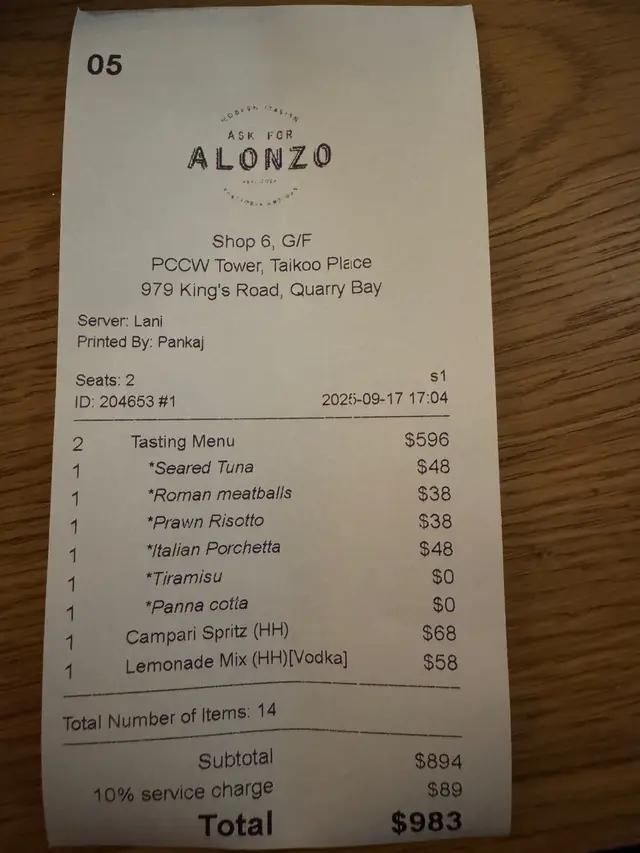 05
MODERN ITALIAN
ASK FOR
ALONZO
Shop 6, G/F
PCCW Tower, Taikoo Place
979 King's Road, Quarry Bay
Server: Lani
Printed By: Pankaj
Seats: 2 s1
ID: 204653 #1 2025-09-17 17:04
2 Tasting Menu $596
1 *Seared Tuna $48
1 *Roman meatballs $38
1 *Prawn Risotto $38
1 *Italian Porchetta $48
1 *Tiramisu $0
1 *Panna cotta $0
1 Campari Spritz (HH) $68
1 Lemonade Mix (HH)[Vodka] $58
Total Number of Items: 14
Subtotal $894
10% service charge $89
Total $983